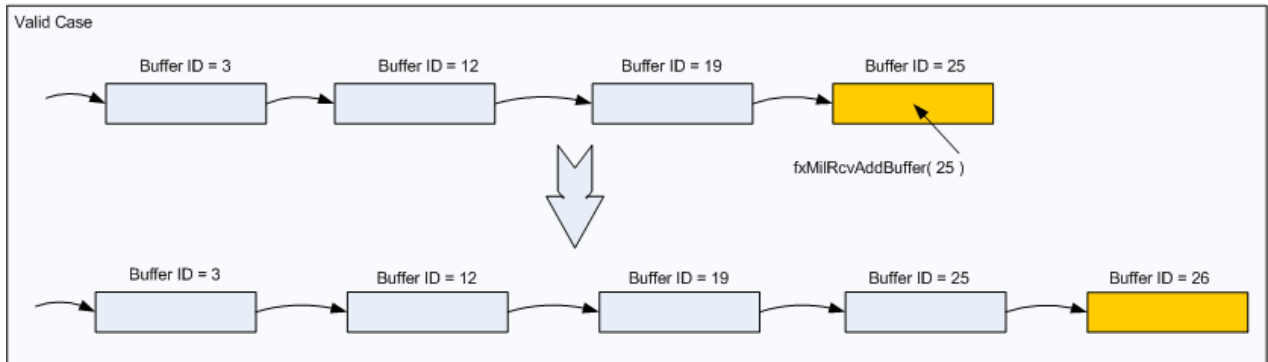 Valid Case
Buffer ID = 3
Buffer ID = 12
Buffer ID = 19
Buffer ID = 25
fxMilRcvAddBuffer( 25 )
Buffer ID = 3
Buffer ID = 12
Buffer ID = 19
Buffer ID = 25
Buffer ID = 26